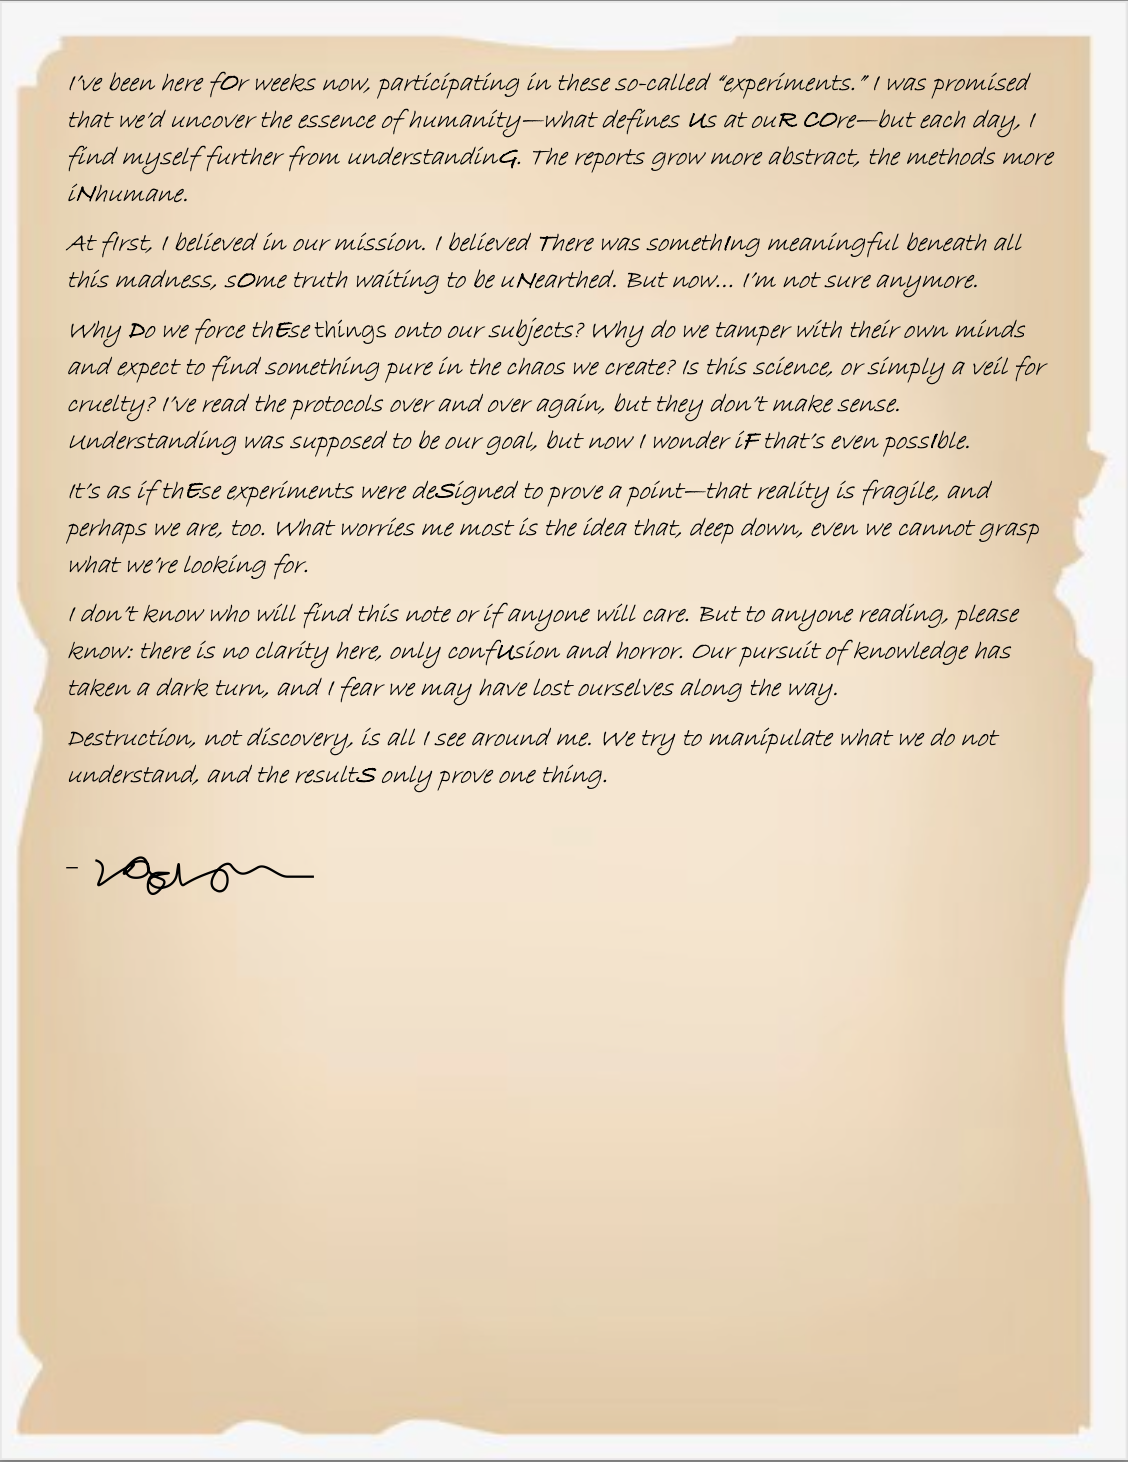 I've been here fOr weeks now, participating in these so-called “experiments.” I was promised
that we'd uncover the essence of humanity—what defines Us at ouR COre—but each day, I
find myself further from understandinG. The reports grow more abstract, the methods more
iNhumane.
At fIrst, I believed in our mission. I believed There was somethIng meaningful beneath all
this madness, sOme truth waiting to be uNearthed. But now... I'm not sure anymore.
Why Do we force thEse things onto our subjects? Why do we tamper with their own minds
and expect to find something pure in the chaos we create? Is this science, or simply a veil for
cruelty? I've read the protocols over and over again, but they don't make sense.
Understanding was supposed to be our goal, but now I wonder iF that's even possIble.
It's as if thEse experiments were deSigned to prove a point—that reality is fragile, and
perhaps we are, too. What worries me most is the idea that, deep down, even we cannot grasp
what we're looking for.
I don't know who will find this note or if anyone will care. But to anyone reading, please
know: there is no clarity here, only confUsion and horror. Our pursuit of knowledge has
taken a dark turn, and I fear we may have lost ourselves along the way.
Destruction, not discovery, is all I see around me. We try to manipulate what we do not
understand, and the resultS only prove one thing.
–